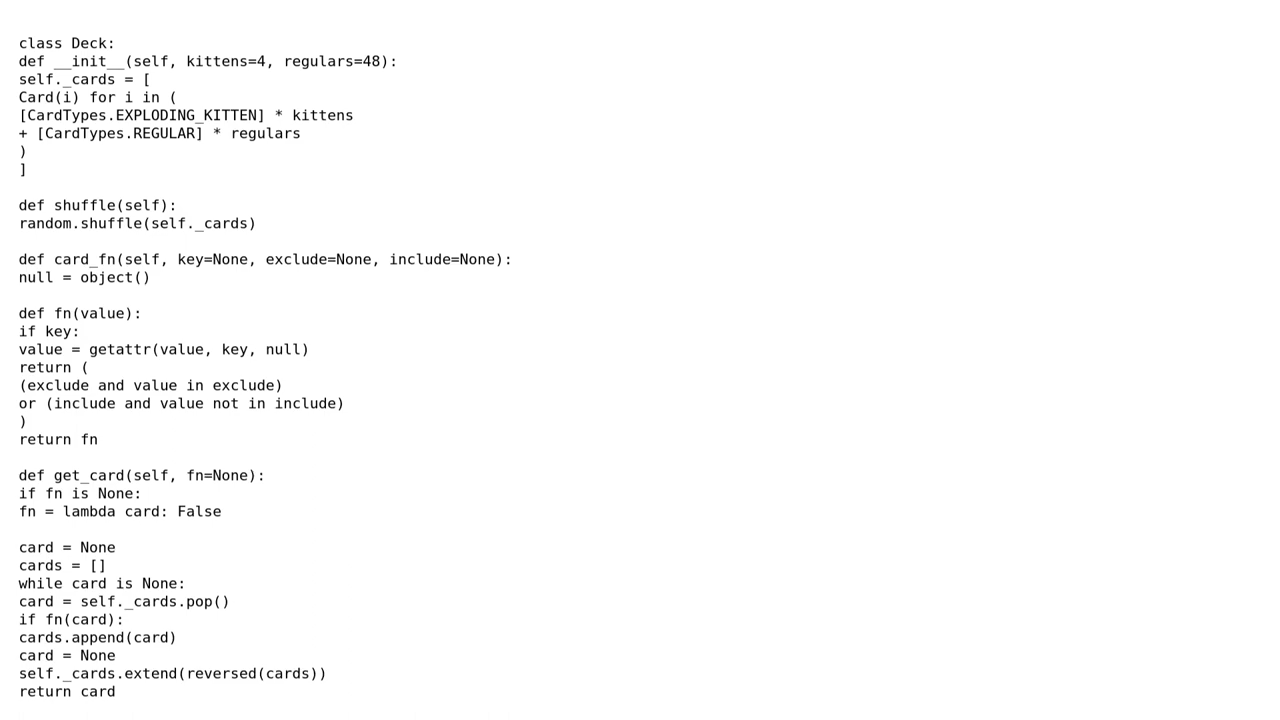 class Deck:
def __init__(self, kittens=4, regulars=48):
self._cards = [
Card(i) for i in (
[CardTypes.EXPLODING_KITTEN] * kittens
+ [CardTypes.REGULAR] * regulars
)
]

def shuffle(self):
random.shuffle(self._cards)

def card_fn(self, key=None, exclude=None, include=None):
null = object()

def fn(value):
if key:
value = getattr(value, key, null)
return (
(exclude and value in exclude)
or (include and value not in include)
)
return fn

def get_card(self, fn=None):
if fn is None:
fn = lambda card: False

card = None
cards = []
while card is None:
card = self._cards.pop()
if fn(card):
cards.append(card)
card = None
self._cards.extend(reversed(cards))
return card